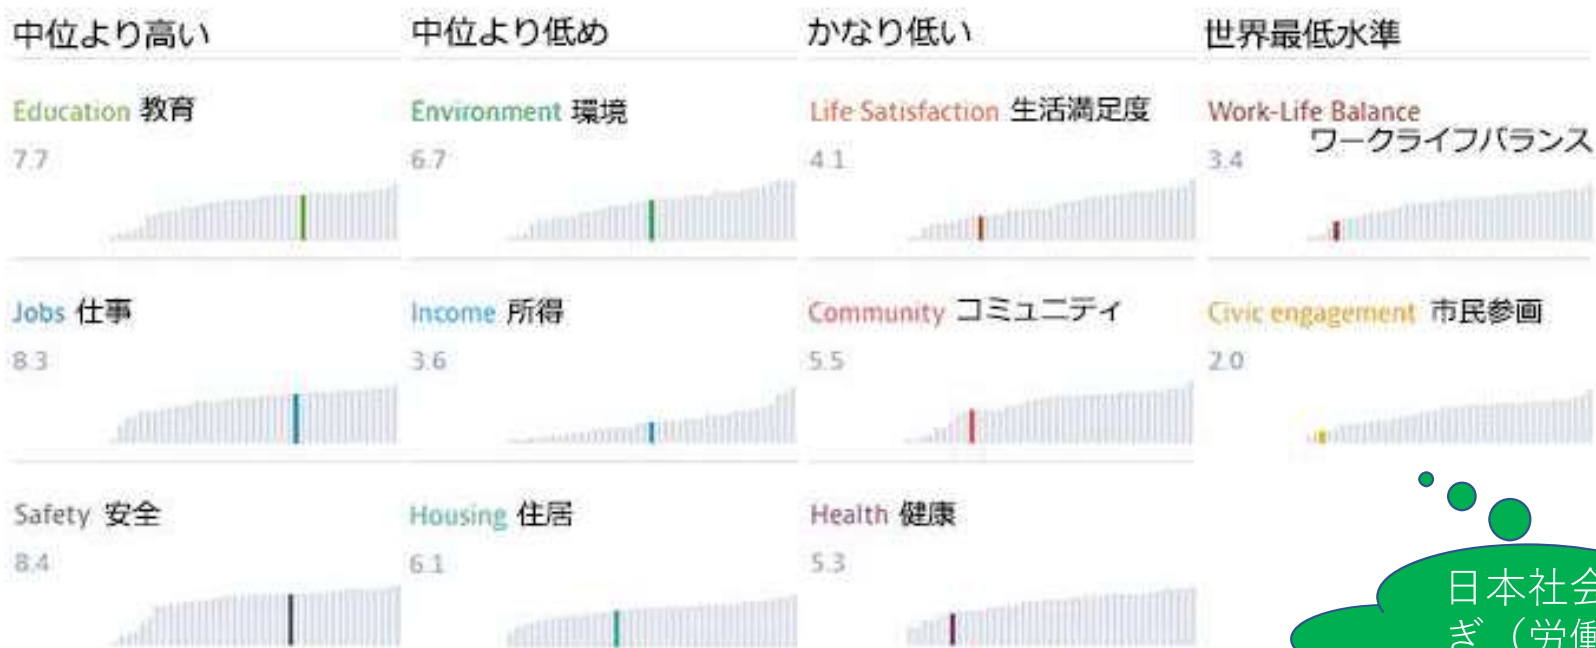 中位より高い
中位より低め
かなり低い
世界最低水準
Education 教育
7.7
Environment 環境
6.7
Life Satisfaction 生活満足度
4.1
Work-Life Balance
ワークライフバランス
3.4
Jobs 仕事
8.3
Income 所得
3.6
Community コミュニティ
5.5
Civic engagement 市民参画
2.0
Safety 安全
8.4
Housing 住居
6.1
Health 健康
5.3
日本社会
ぎ（労働